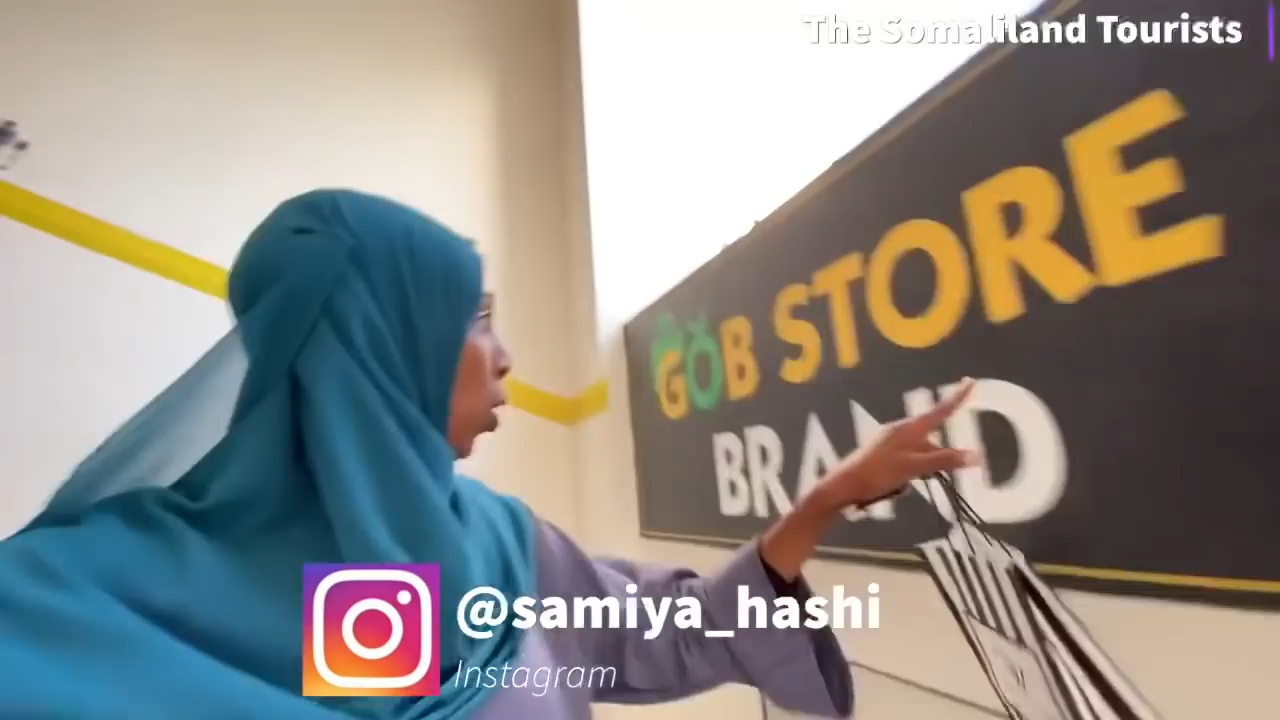 The Somaliland Tourists
GOB STORE
BRAND
@samiya_hashi
Instagram